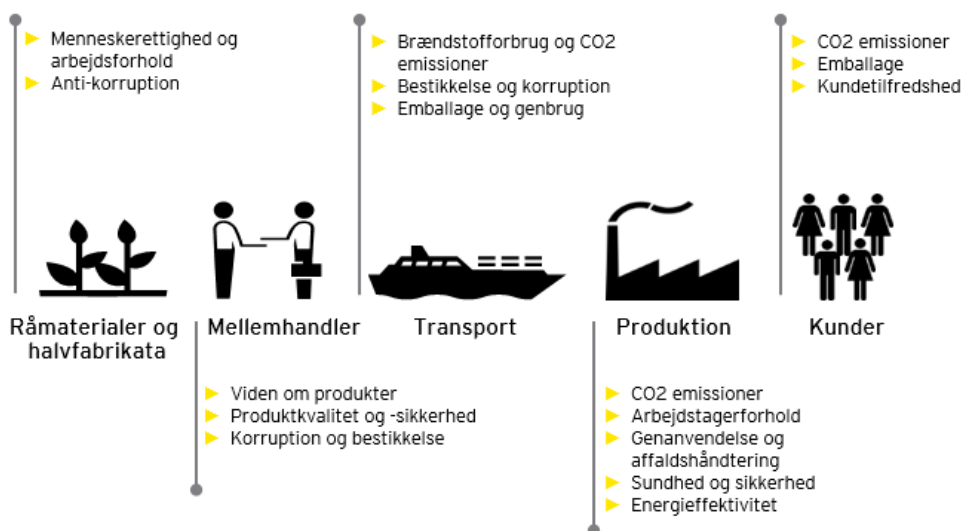 Menneskerettighed og
arbejdsforhold
Anti-korruption
Brændstofforbrug og CO2
emissioner
Bestikkelse og korruption
Emballage og genbrug
CO2 emissioner
Emballage
Kundetilfredshed
Råmaterialer og
halvfabrikata
Mellemhandler
Transport
Produktion
Kunder
Viden om produkter
Produktkvalitet og -sikkerhed
Korruption og bestikkelse
CO2 emissioner
Arbejdstagerforhold
Genanvendelse og
affaldshåndtering
Sundhed og sikkerhed
Energieffektivitet